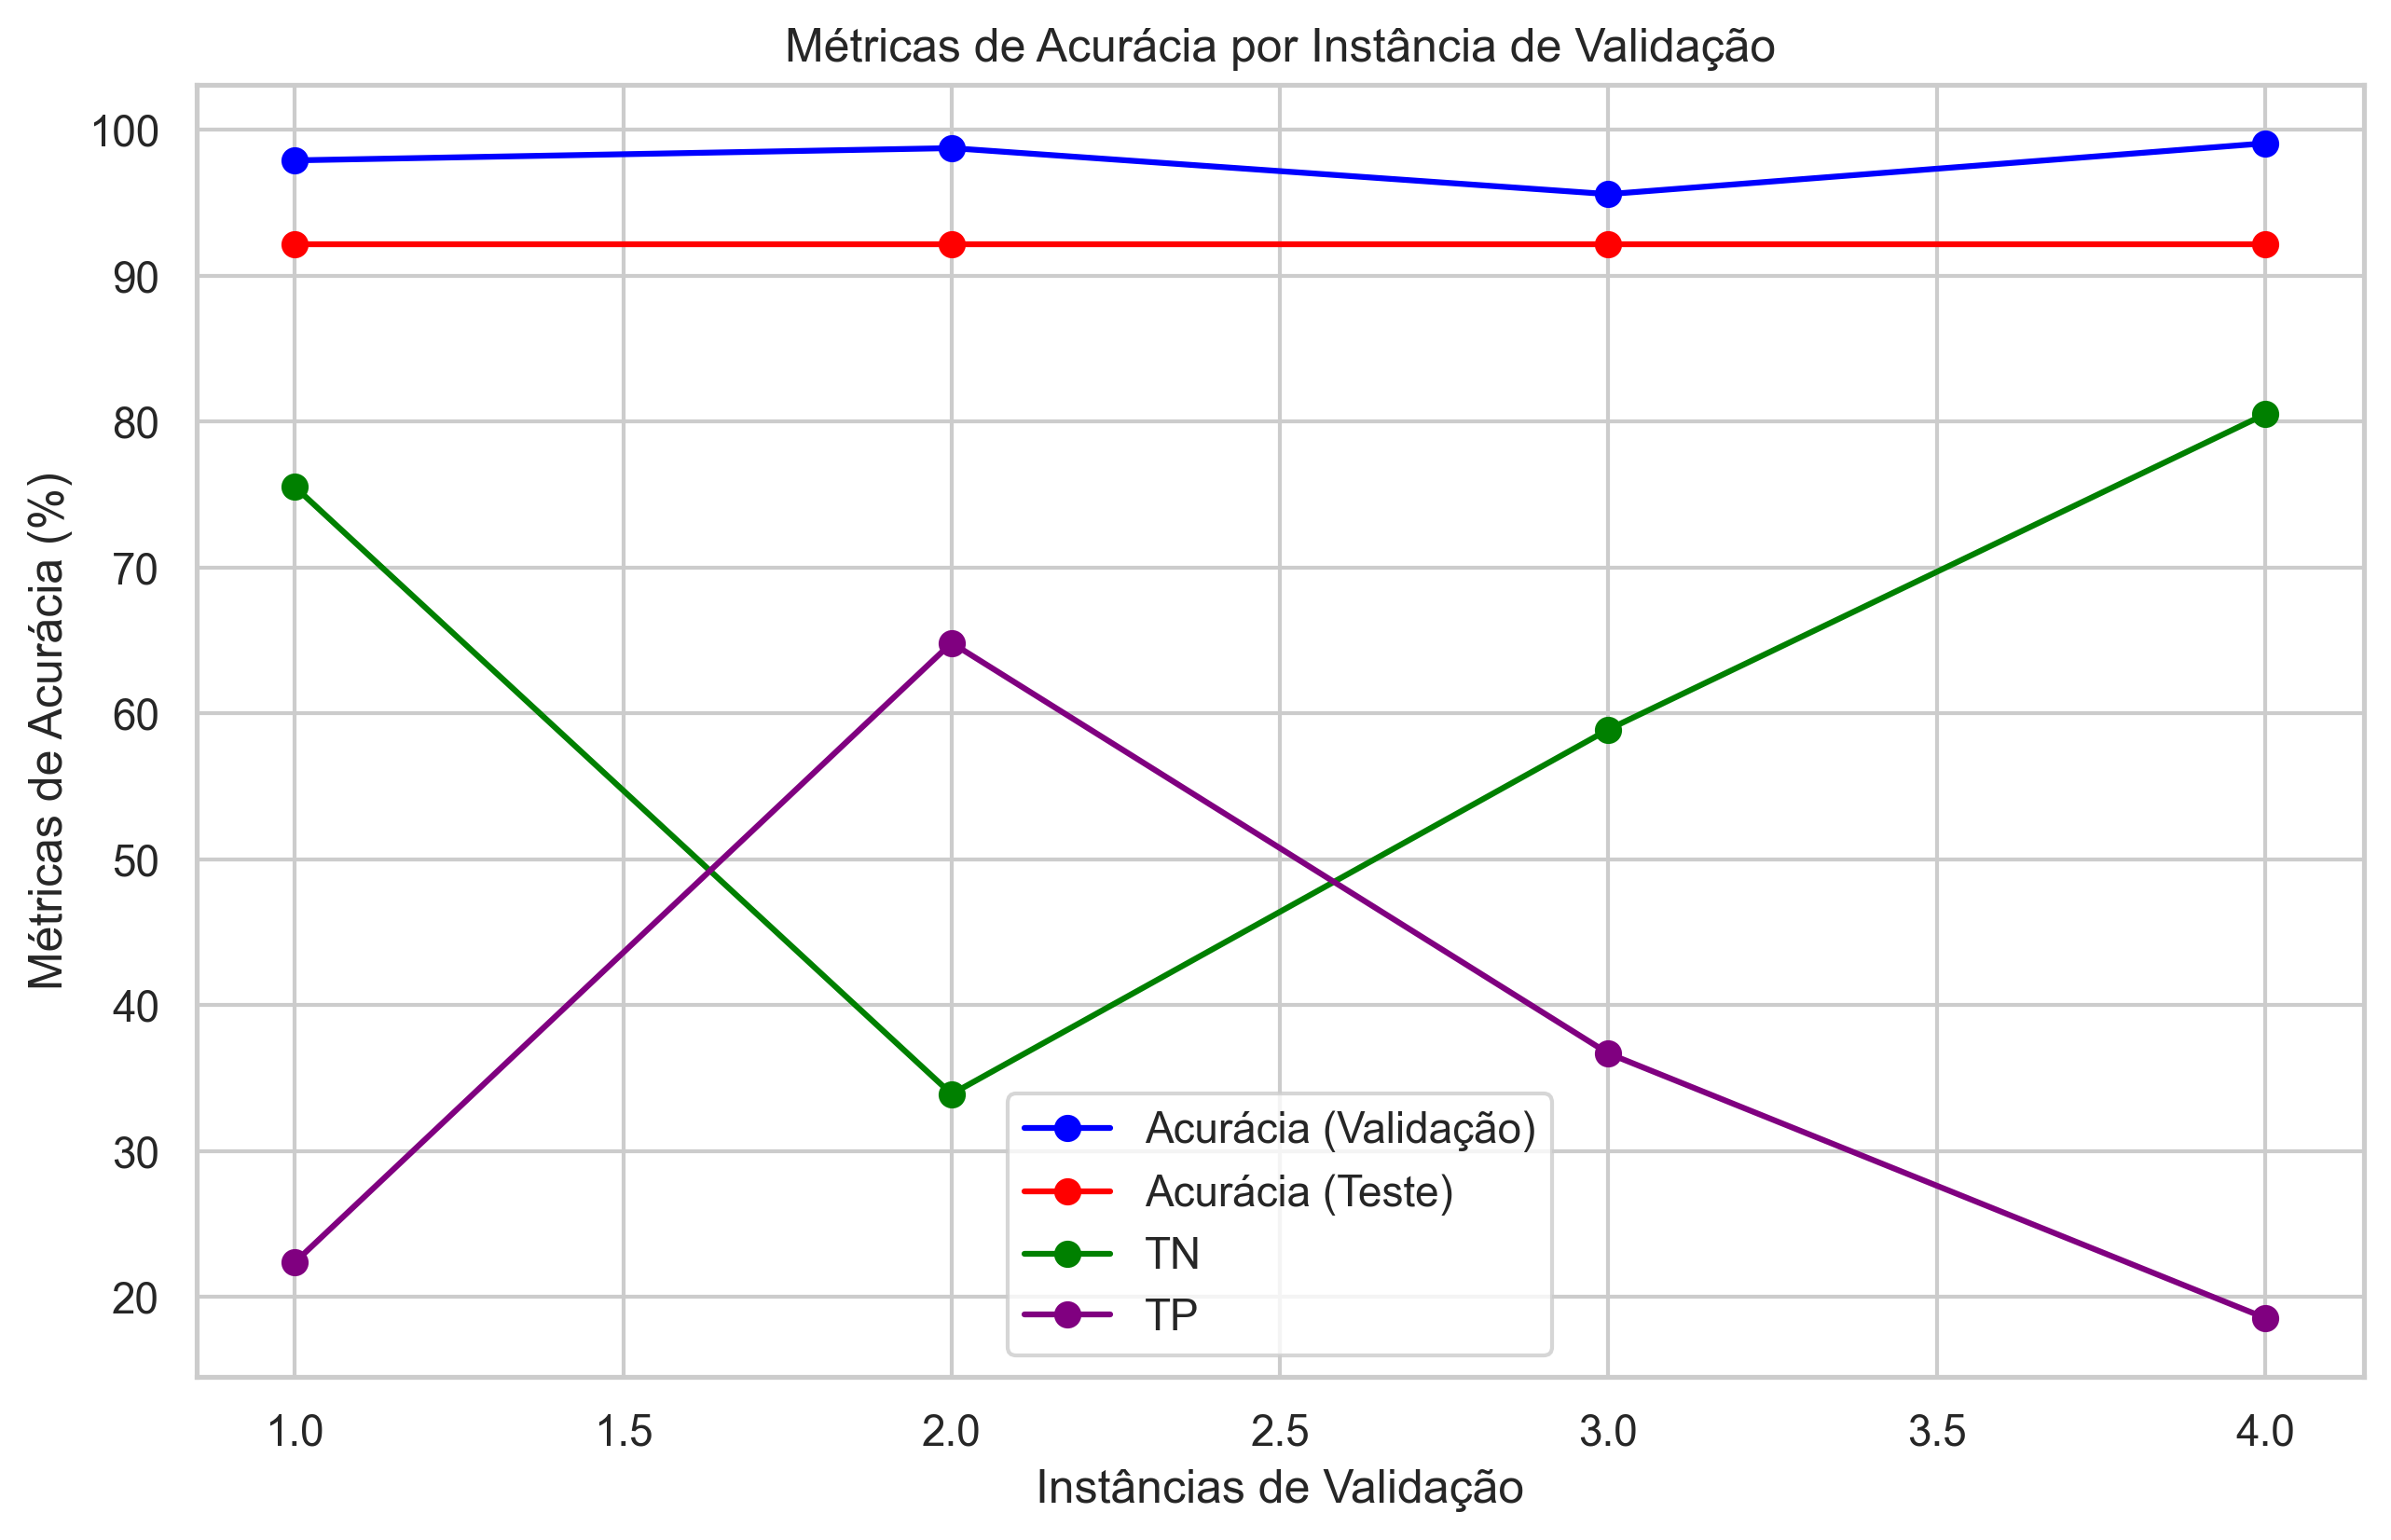 Métricas de Acurácia por Instância de Validação
Métricas de Acurácia (%)
100
90
80
70
60
50
40
30
20
Acurácia (Validação)
Acurácia (Teste)
TN
TP
1.0 1.5 2.0 2.5 3.0 3.5 4.0
Instâncias de Validação